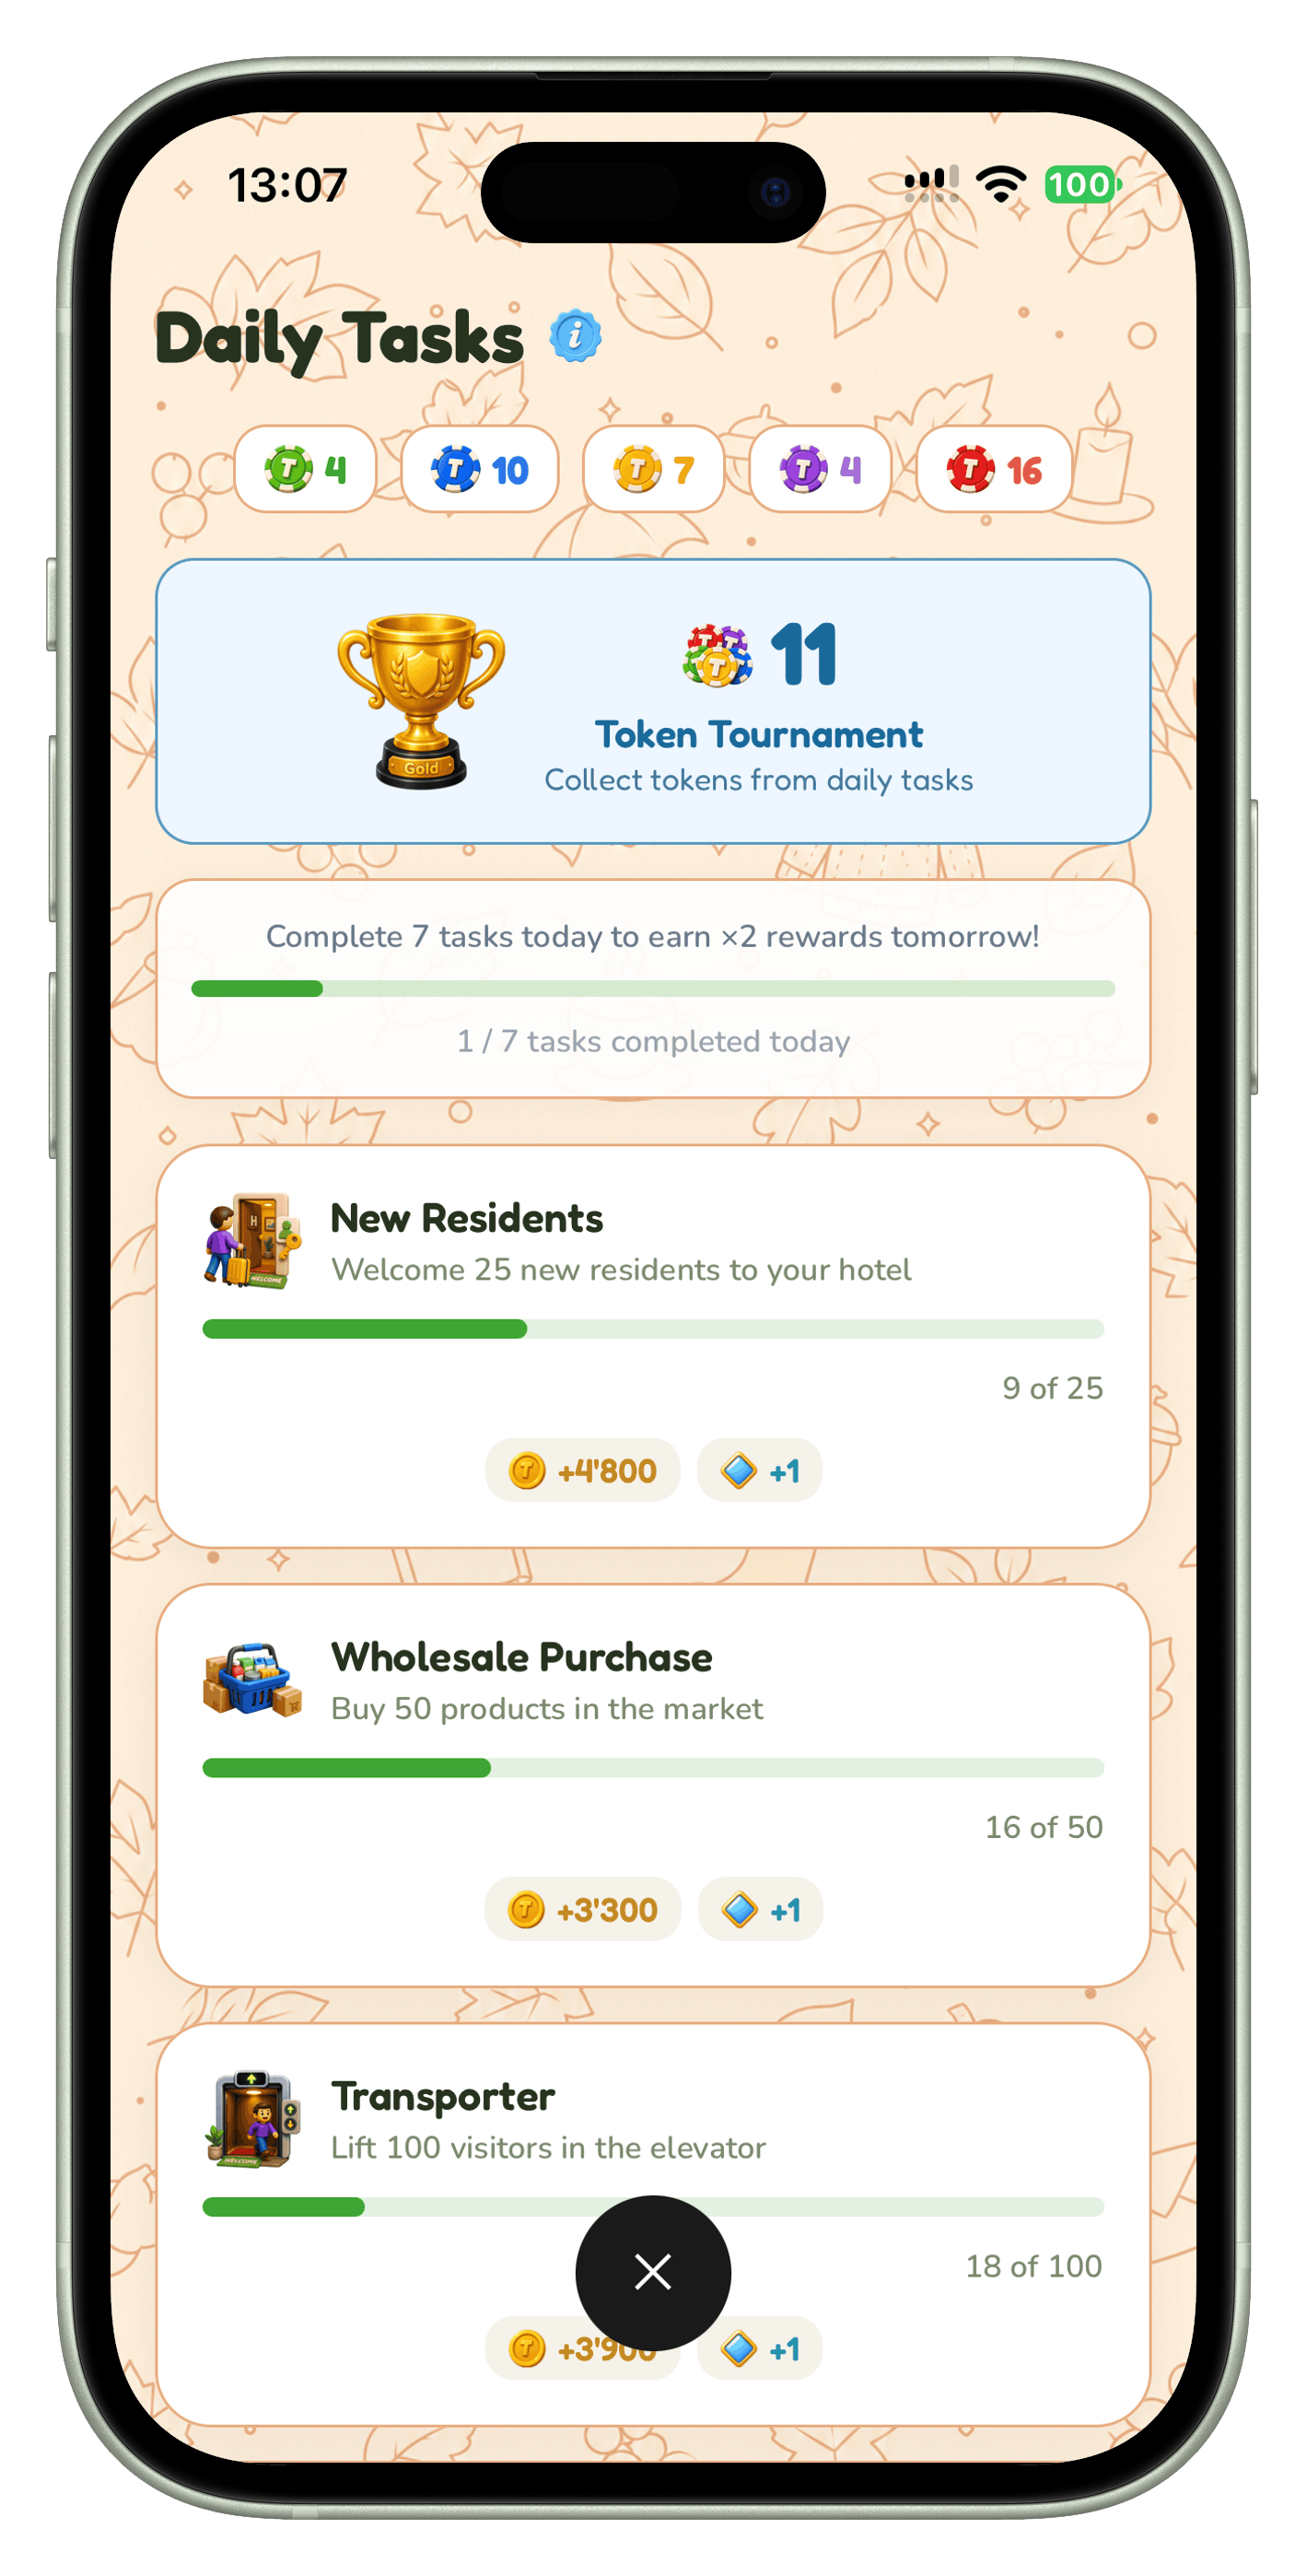 13:07
100
Daily Tasks
4 10 7 4 16
11
Gold
Token Tournament
Collect tokens from daily tasks
Complete 7 tasks today to earn ×2 rewards tomorrow!
1 / 7 tasks completed today
New Residents
Welcome 25 new residents to your hotel
9 of 25
+4'800 +1
Wholesale Purchase
Buy 50 products in the market
16 of 50
+3'300 +1
Transporter
Lift 100 visitors in the elevator
18 of 100
+3'900 +1